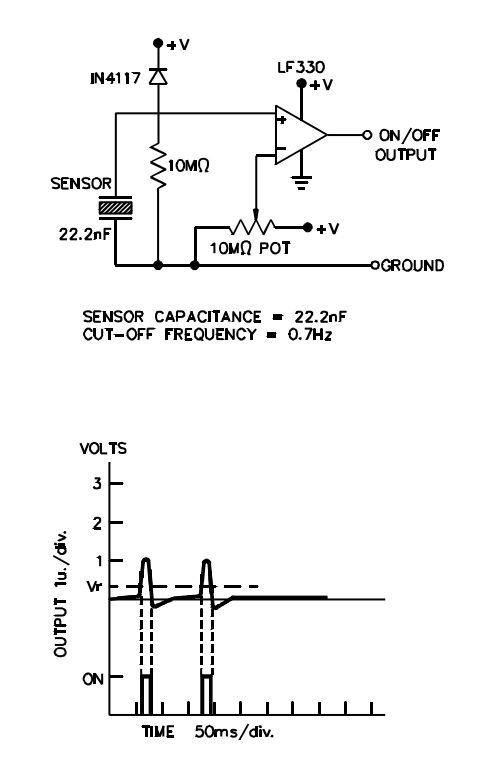 +V
LF330
IN4117
+V
+
ON/OFF
OUTPUT
10MΩ
–
SENSOR
22.2nF
+V
10MΩ POT
GROUND
SENSOR CAPACITANCE = 22.2nF
CUT-OFF FREQUENCY = 0.7Hz
VOLTS
3
2
1
Vr
OUTPUT 1u./div.
ON
TIME 50ms/div.